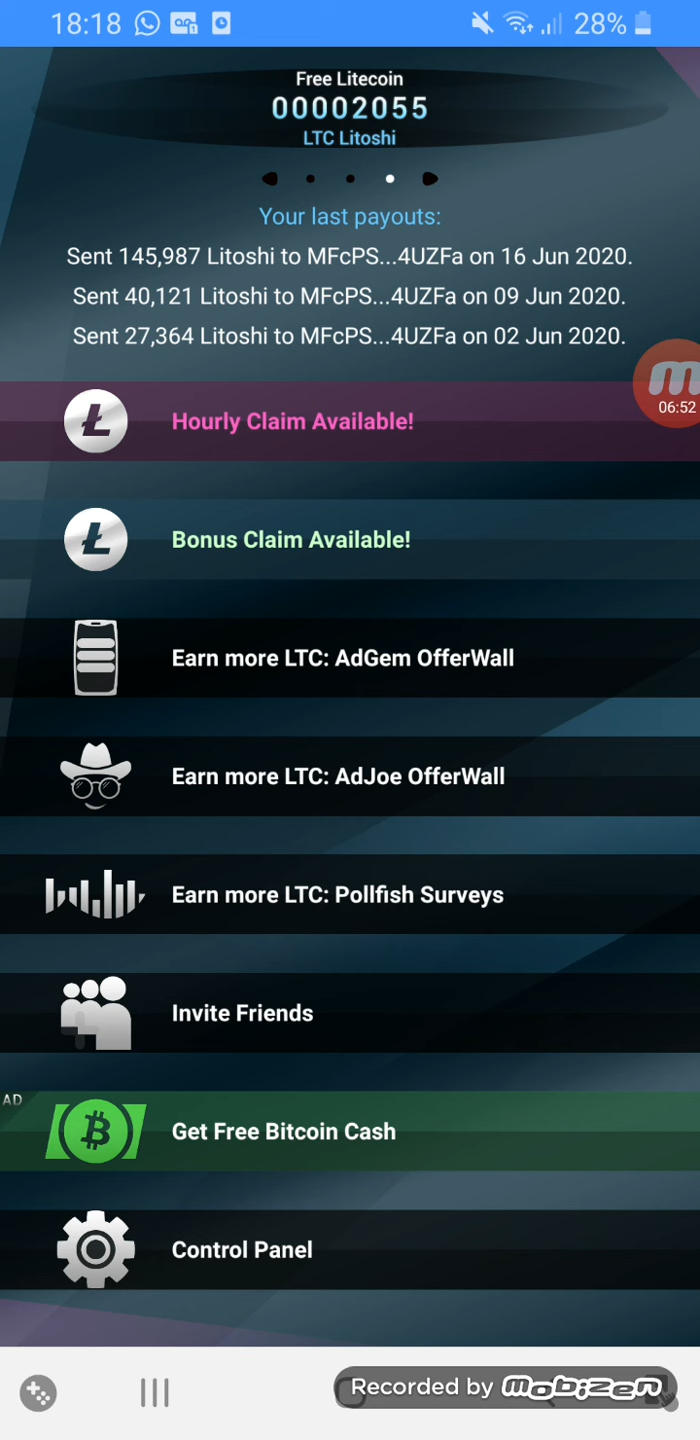 18:18 28%
Free Litecoin
00002055
LTC Litoshi
Your last payouts:
Sent 145,987 Litoshi to MFcPS...4UZFa on 16 Jun 2020.
Sent 40,121 Litoshi to MFcPS...4UZFa on 09 Jun 2020.
Sent 27,364 Litoshi to MFcPS...4UZFa on 02 Jun 2020.
06:52
Hourly Claim Available!
Bonus Claim Available!
Earn more LTC: AdGem OfferWall
Earn more LTC: AdJoe OfferWall
Earn more LTC: Pollfish Surveys
Invite Friends
AD
Get Free Bitcoin Cash
Control Panel
Recorded by mobizen